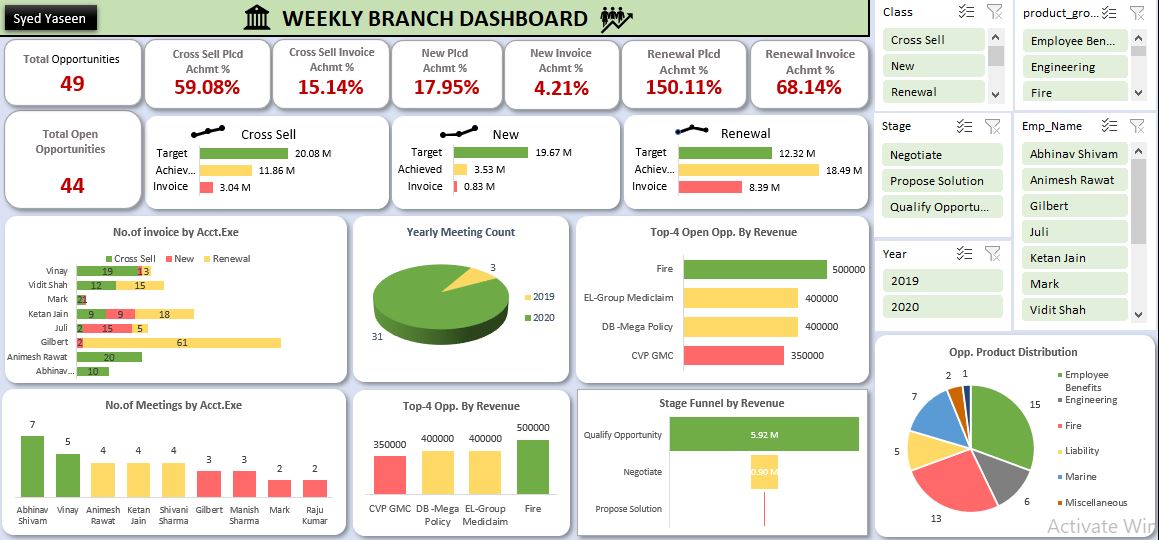 Syed Yaseen
WEEKLY BRANCH DASHBOARD
Total Opportunities
49
Cross Sell Plcd
Achmt %
59.08%
Cross Sell Invoice
Achmt %
15.14%
New Plcd
Achmt %
17.95%
New Invoice
Achmt %
4.21%
Renewal Plcd
Achmt %
150.11%
Renewal Invoice
Achmt %
68.14%
Total Open
Opportunities
44
Cross Sell
Target 20.08 M
Achiev... 11.86 M
Invoice 3.04 M
New
Target 19.67 M
Achieved 3.53 M
Invoice 0.83 M
Renewal
Target 12.32 M
Achiev... 18.49 M
Invoice 8.39 M
No.of invoice by Acct.Exe
Cross Sell New Renewal
Vinay 19 1 3
Vidit Shah 12 15
Mark 2 1
Ketan Jain 9 9 18
Juli 2 15 5
Gilbert 2 61
Animesh Rawat 20
Abhinav... 10
Yearly Meeting Count
3
31
2019
2020
Top-4 Open Opp. By Revenue
Fire 500000
EL-Group Mediclaim 400000
DB -Mega Policy 400000
CVP GMC 350000
No.of Meetings by Acct.Exe
7 5 4 4 4 3 3 2 2
Abhinav Vinay Animesh Ketan Shivani Gilbert Manish Mark Raju
Shivam Rawat Jain Sharma Sharma Kumar
Top-4 Opp. By Revenue
350000 400000 400000 500000
CVP GMC DB -Mega EL-Group Fire
Policy Mediclaim
Stage Funnel by Revenue
Qualify Opportunity 5.92 M
Negotiate 0.90 M
Propose Solution
Class
Cross Sell
New
Renewal
product_gro...
Employee Ben...
Engineering
Fire
Stage
Negotiate
Propose Solution
Qualify Opportu...
Emp_Name
Abhinav Shivam
Animesh Rawat
Gilbert
Juli
Ketan Jain
Mark
Vidit Shah
Year
2019
2020
Opp. Product Distribution
15
6
13
5
7
2
1
Employee
Benefits
Engineering
Fire
Liability
Marine
Miscellaneous
Activate Win